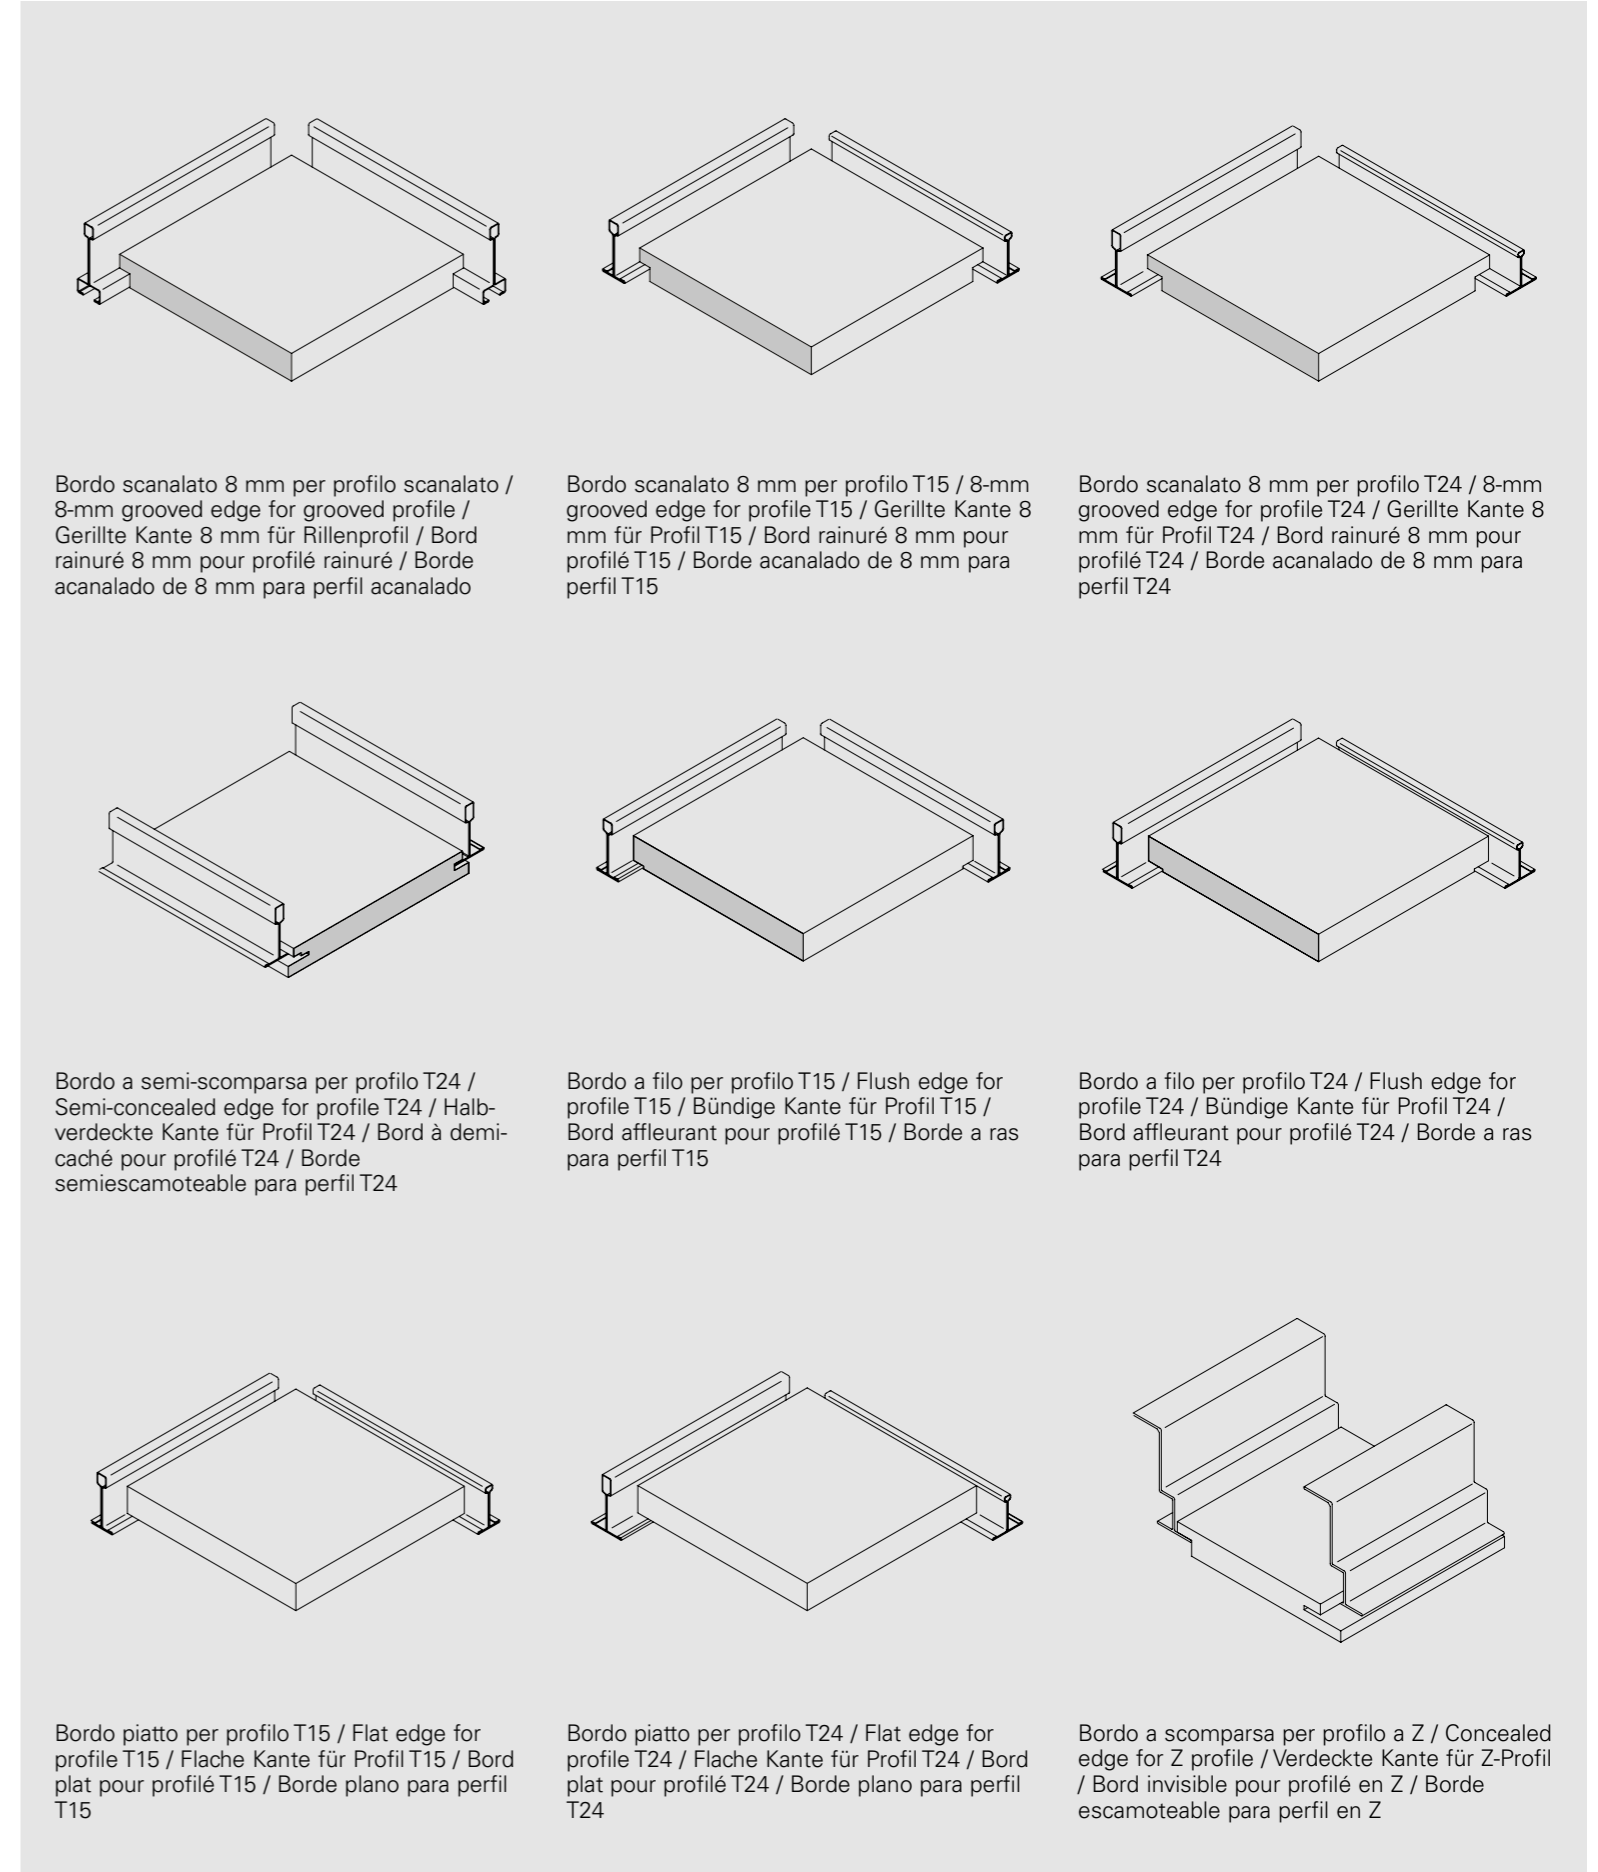 Bordo scanalato 8 mm per profilo scanalato /
8-mm grooved edge for grooved profile /
Gerillte Kante 8 mm für Rillenprofil / Bord
rainuré 8 mm pour profilé rainuré / Borde
acanalado de 8 mm para perfil acanalado
Bordo scanalato 8 mm per profilo T15 / 8-mm
grooved edge for profile T15 / Gerillte Kante 8
mm für Profil T15 / Bord rainuré 8 mm pour
profilé T15 / Borde acanalado de 8 mm para
perfil T15
Bordo scanalato 8 mm per profilo T24 / 8-mm
grooved edge for profile T24 / Gerillte Kante 8
mm für Profil T24 / Bord rainuré 8 mm pour
profilé T24 / Borde acanalado de 8 mm para
perfil T24
Bordo a semi-scomparsa per profilo T24 /
Semi-concealed edge for profile T24 / Halb-
verdeckte Kante für Profil T24 / Bord à demi-
caché pour profilé T24 / Borde
semiescamoteable para perfil T24
Bordo a filo per profilo T15 / Flush edge for
profile T15 / Bündige Kante für Profil T15 /
Bord affleurant pour profilé T15 / Borde a ras
para perfil T15
Bordo a filo per profilo T24 / Flush edge for
profile T24 / Bündige Kante für Profil T24 /
Bord affleurant pour profilé T24 / Borde a ras
para perfil T24
Bordo piatto per profilo T15 / Flat edge for
profile T15 / Flache Kante für Profil T15 / Bord
plat pour profilé T15 / Borde plano para perfil
T15
Bordo piatto per profilo T24 / Flat edge for
profile T24 / Flache Kante für Profil T24 / Bord
plat pour profilé T24 / Borde plano para perfil
T24
Bordo a scomparsa per profilo a Z / Concealed
edge for Z profile / Verdeckte Kante für Z-Profil
/ Bord invisible pour profilé en Z / Borde
escamoteable para perfil en Z